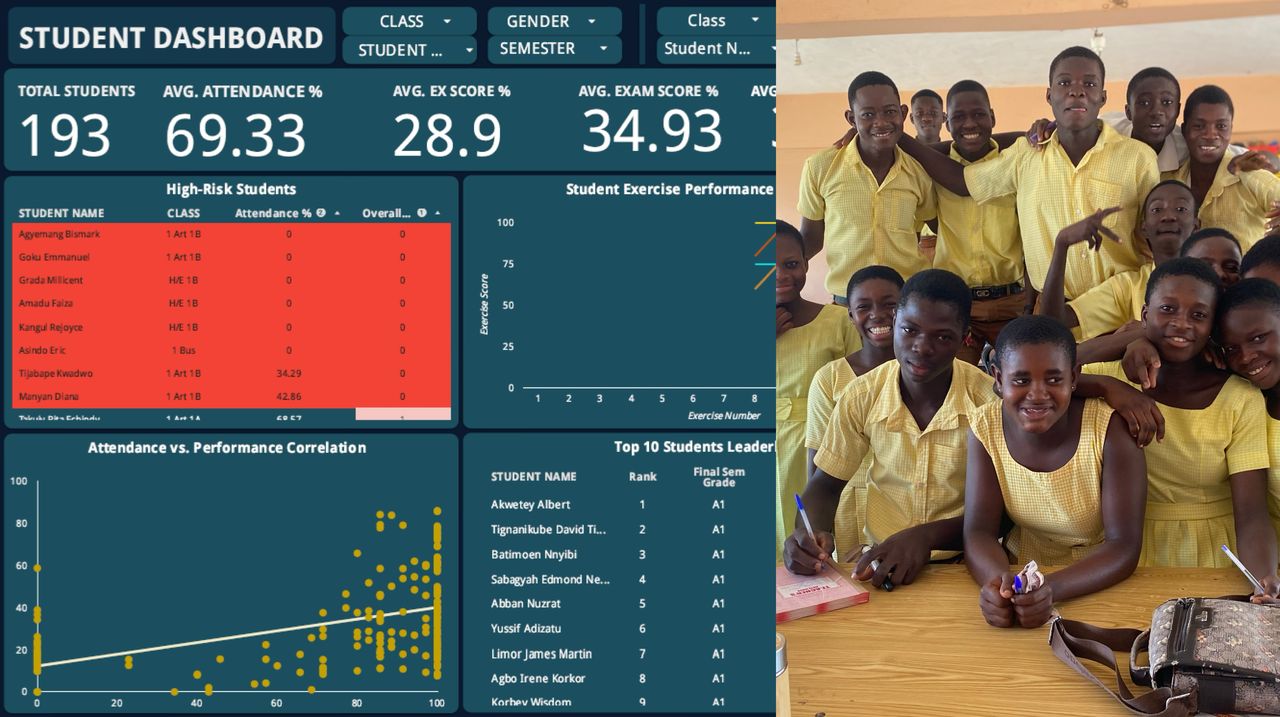 STUDENT DASHBOARD
CLASS
GENDER
Class
STUDENT ...
SEMESTER
Student N...
TOTAL STUDENTS
AVG. ATTENDANCE %
AVG. EX SCORE %
AVG. EXAM SCORE %
AVG
193
69.33
28.9
34.93
High-Risk Students
STUDENT NAME CLASS Attendance % 2 Overall... 1
Agyemang Bismark 1 Art 1B 0 0
Goku Emmanuel 1 Art 1B 0 0
Grada Milicent H/E 1B 0 0
Amadu Faiza H/E 1B 0 0
Kangul Rejoyce H/E 1B 0 0
Asindo Eric 1 Bus 0 0
Tijabape Kwadwo 1 Art 1B 34.29 0
Manyan Diana 1 Art 1B 42.86 0
1 Art 1A 68.57 1
Student Exercise Performance
100
75
50
25
0
Exercise Score
1 2 3 4 5 6 7 8
Exercise Number
Attendance vs. Performance Correlation
100
80
60
40
20
0
0 20 40 60 80 100
Top 10 Students Leader
STUDENT NAME Rank Final Sem
Grade
Akwetey Albert 1 A1
Tignanikube David Ti... 2 A1
Batimoen Nnyibi 3 A1
Sabagyah Edmond Ne... 4 A1
Abban Nuzrat 5 A1
Yussif Adizatu 6 A1
Limor James Martin 7 A1
Agbo Irene Korkor 8 A1
Korbey Wisdom 9 A1